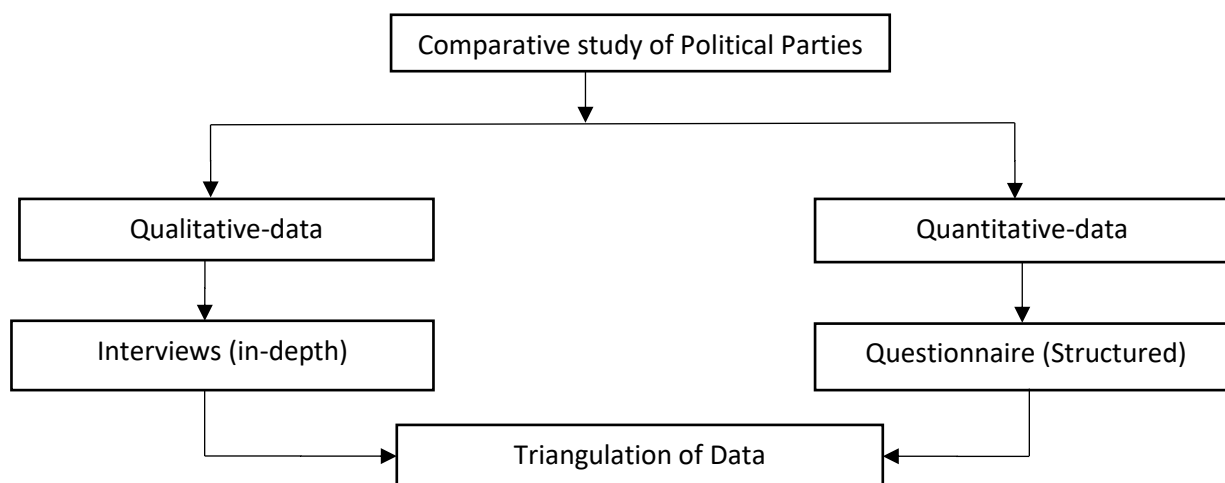 Comparative study of Political Parties
Qualitative-data
Quantitative-data
Interviews (in-depth)
Questionnaire (Structured)
Triangulation of Data